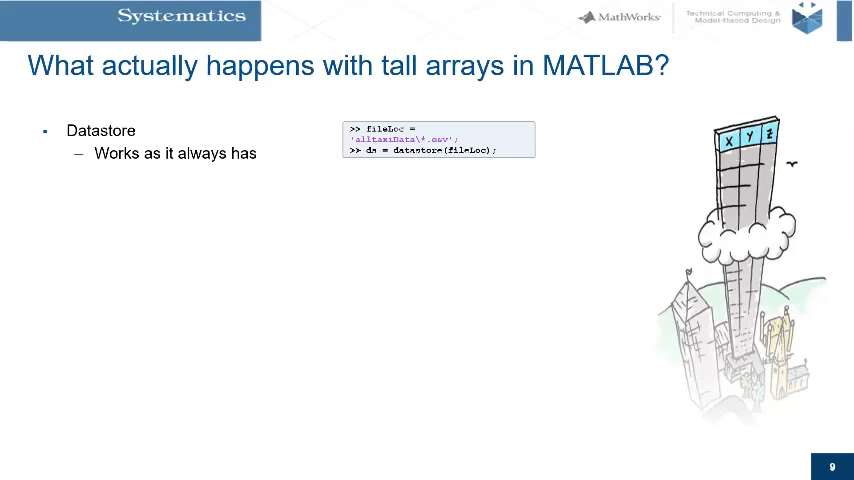 Systematics
MathWorks
Technical Computing &
Model-Based Design
What actually happens with tall arrays in MATLAB?
▪ Datastore
– Works as it always has
>> fileLoc =
'alltaxiData\*.csv';
>> ds = datastore(fileLoc);
X Y Z
9